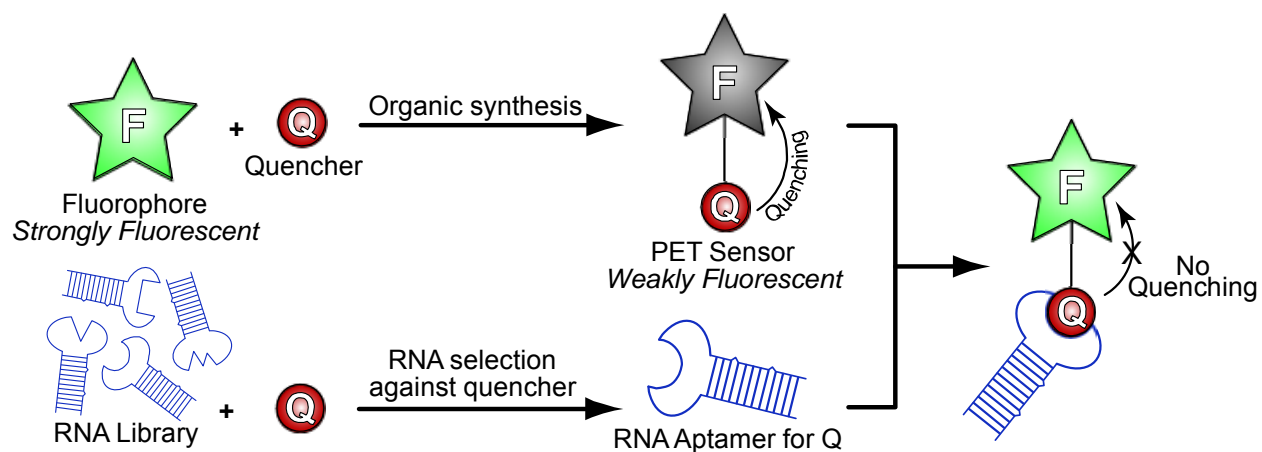 F
+
Q
Quencher
Fluorophore
Strongly Fluorescent
Organic synthesis
F
Q
Quenching
PET Sensor
Weakly Fluorescent
RNA Library
+
Q
RNA selection
against quencher
RNA Aptamer for Q
F
Q
X
No
Quenching